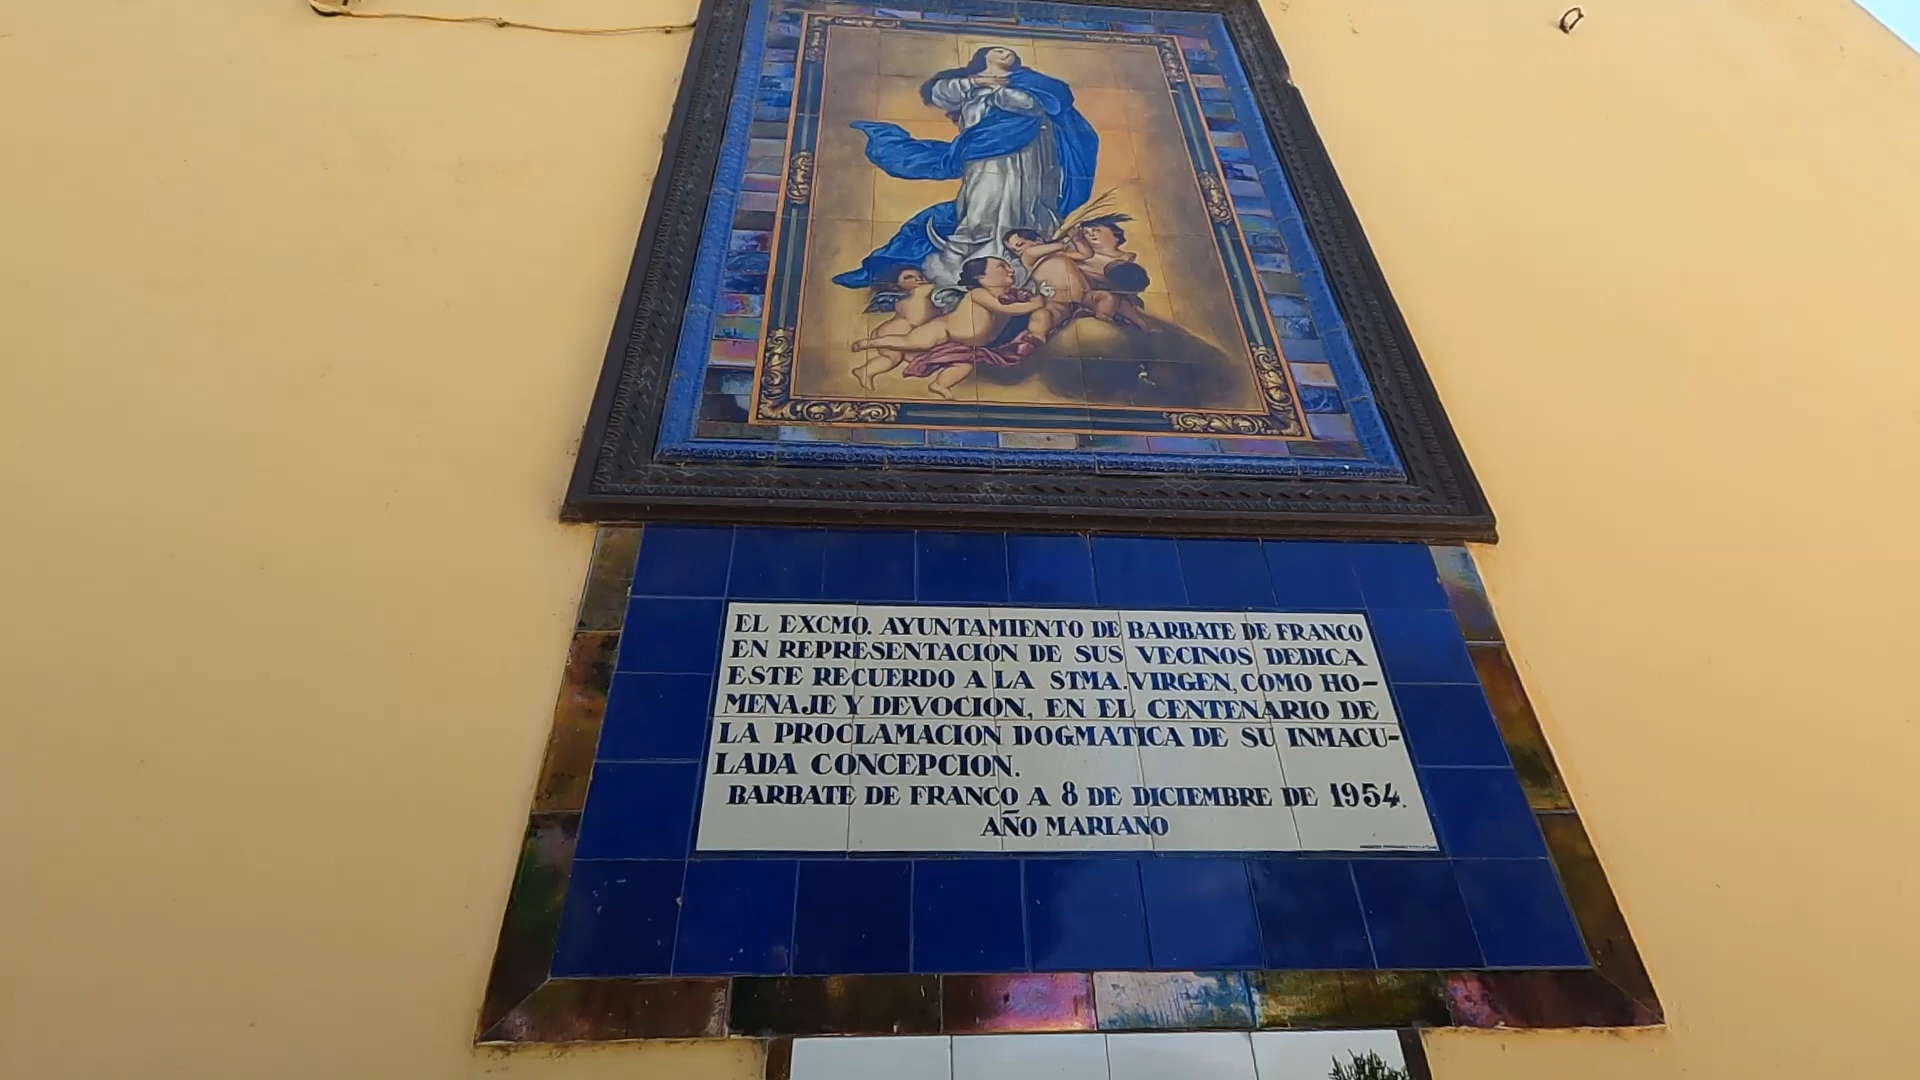 EL EXCMO. AYUNTAMIENTO DE BARBATE DE FRANCO
EN REPRESENTACION DE SUS VECINOS DEDICA
ESTE RECUERDO A LA STMA. VIRGEN, COMO HO-
MENAJE Y DEVOCION, EN EL CENTENARIO DE
LA PROCLAMACION DOGMATICA DE SU INMACU-
LADA CONCEPCION.
BARBATE DE FRANCO A 8 DE DICIEMBRE DE 1954.
AÑO MARIANO